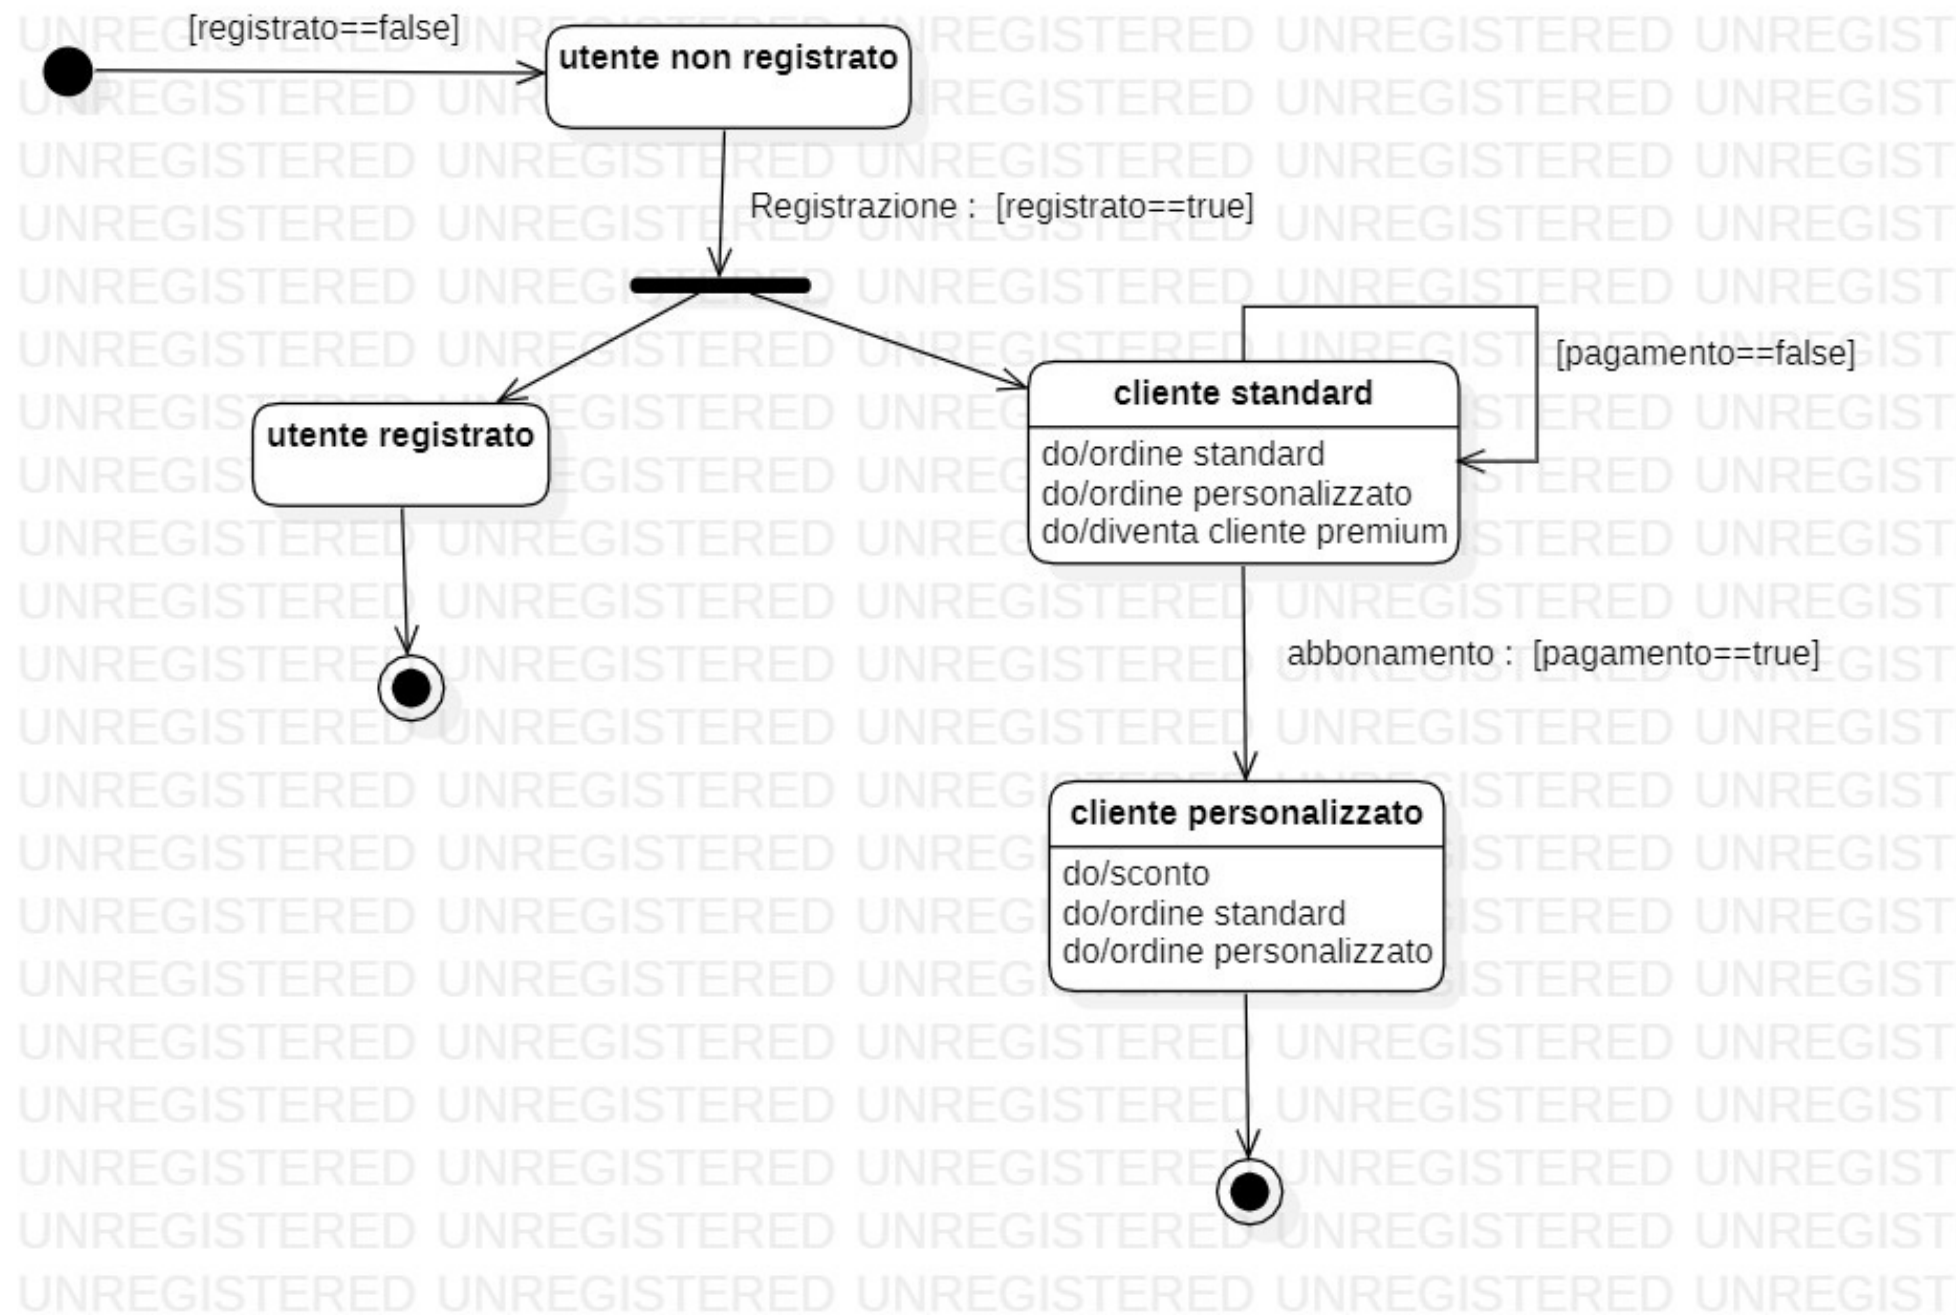 [registrato==false]
utente non registrato
Registrazione : [registrato==true]
utente registrato
cliente standard
do/ordine standard
do/ordine personalizzato
do/diventa cliente premium
[pagamento==false]
abbonamento : [pagamento==true]
cliente personalizzato
do/sconto
do/ordine standard
do/ordine personalizzato
UNREGISTERED